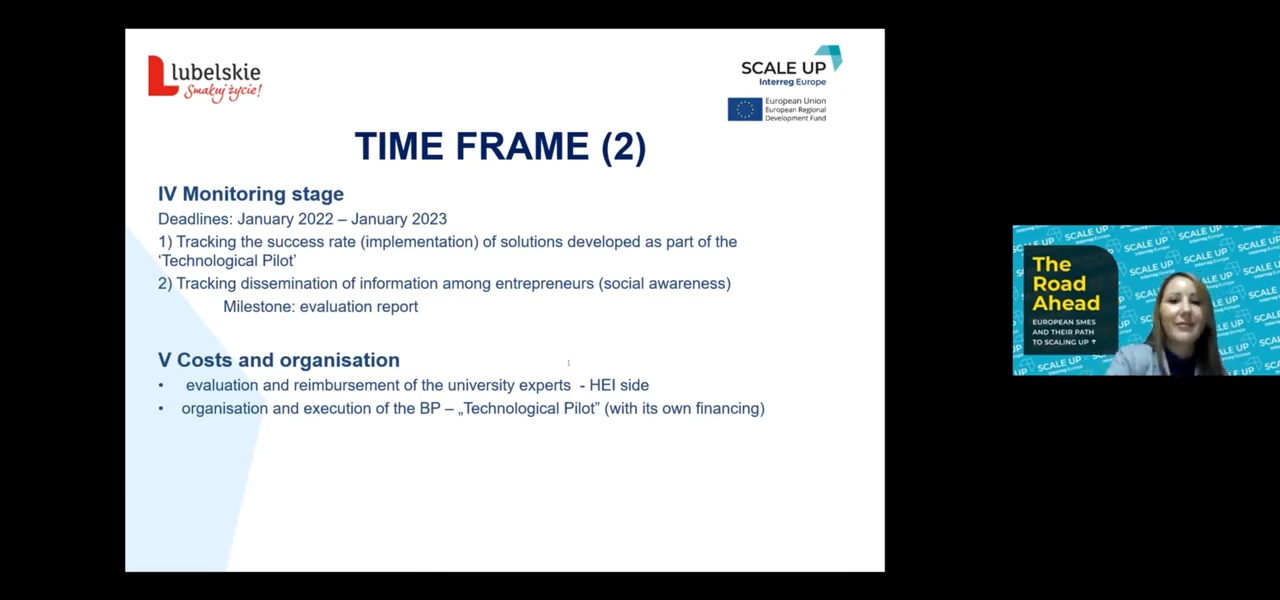 lubelskie
Smakuj życie!
SCALE UP
Interreg Europe
European Union
European Regional
Development Fund
TIME FRAME (2)
IV Monitoring stage
Deadlines: January 2022 – January 2023
1) Tracking the success rate (implementation) of solutions developed as part of the
‘Technological Pilot’
2) Tracking dissemination of information among entrepreneurs (social awareness)
Milestone: evaluation report
V Costs and organisation
• evaluation and reimbursement of the university experts - HEI side
• organisation and execution of the BP – „Technological Pilot” (with its own financing)
The
Road
Ahead
EUROPEAN SMES
AND THEIR PATH
TO SCALING UP ↑
SCALE UP
Interreg Europe